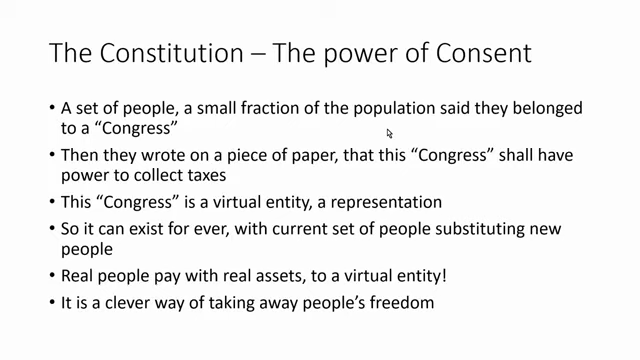 The Constitution – The power of Consent
• A set of people, a small fraction of the population said they belonged
to a “Congress”
• Then they wrote on a piece of paper, that this “Congress” shall have
power to collect taxes
• This “Congress” is a virtual entity, a representation
• So it can exist for ever, with current set of people substituting new
people
• Real people pay with real assets, to a virtual entity!
• It is a clever way of taking away people’s freedom